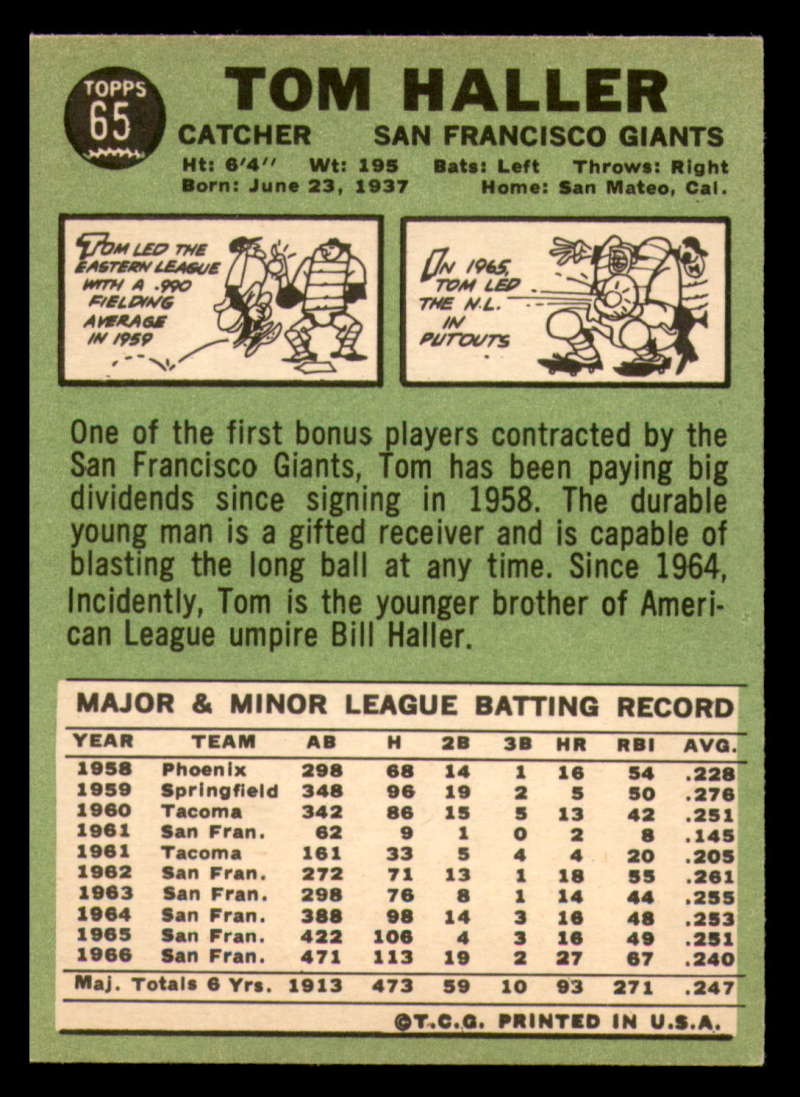 TOPPS
65
TOM HALLER
CATCHER SAN FRANCISCO GIANTS
Ht: 6'4'' Wt: 195 Bats: Left Throws: Right
Born: June 23, 1937 Home: San Mateo, Cal.
TOM LED THE
EASTERN LEAGUE
WITH A .990
FIELDING
AVERAGE
IN 1959
IN 1965,
TOM LED
THE N.L.
IN
PUTOUTS
One of the first bonus players contracted by the
San Francisco Giants, Tom has been paying big
dividends since signing in 1958. The durable
young man is a gifted receiver and is capable of
blasting the long ball at any time. Since 1964,
Incidently, Tom is the younger brother of Ameri-
can League umpire Bill Haller.
MAJOR & MINOR LEAGUE BATTING RECORD
YEAR TEAM AB H 2B 3B HR RBI AVG.
1958 Phoenix 298 68 14 1 16 54 .228
1959 Springfield 348 96 19 2 5 50 .276
1960 Tacoma 342 86 15 5 13 42 .251
1961 San Fran. 62 9 1 0 2 8 .145
1961 Tacoma 161 33 5 4 4 20 .205
1962 San Fran. 272 71 13 1 18 55 .261
1963 San Fran. 298 76 8 1 14 44 .255
1964 San Fran. 388 98 14 3 16 48 .253
1965 San Fran. 422 106 4 3 16 49 .251
1966 San Fran. 471 113 19 2 27 67 .240
Maj. Totals 6 Yrs. 1913 473 59 10 93 271 .247
©T.C.G. PRINTED IN U.S.A.